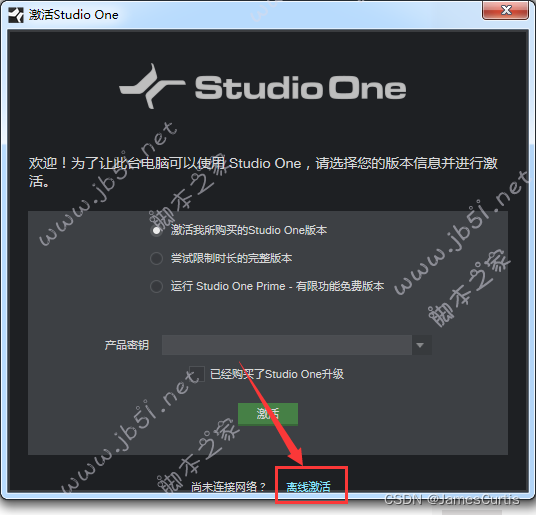 激活Studio One
Studio One
欢迎！为了让此台电脑可以使用 Studio One，请选择您的版本信息并进行激
活。
激活我所购买的Studio One版本
尝试限制时长的完整版本
运行 Studio One Prime - 有限功能免费版本
产品密钥
已经购买了Studio One升级
激活
尚未连接网络？ 离线激活
www.jb51.net
脚本之家
www.jb51.net
脚本之家
www.jb51.net
脚本之家
CSDN @JamesCurtis